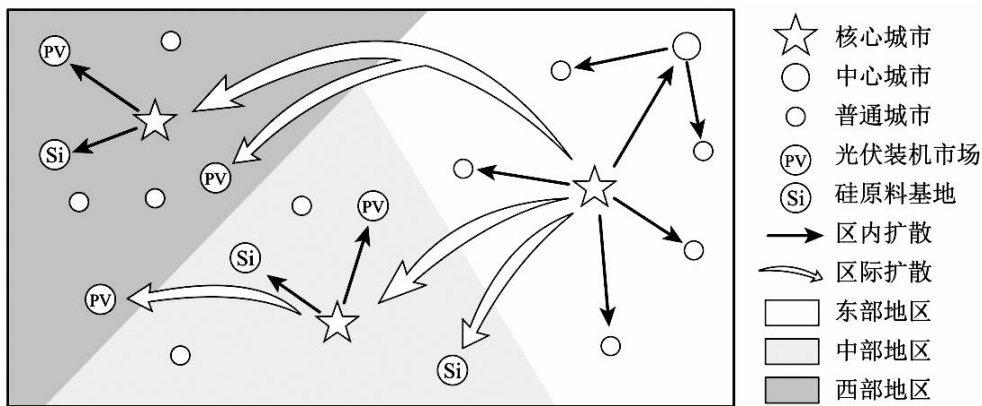 PV
Si
PV
PV
Si
PV
Si
核心城市
中心城市
普通城市
PV 光伏装机市场
Si 硅原料基地
区内扩散
区际扩散
东部地区
中部地区
西部地区